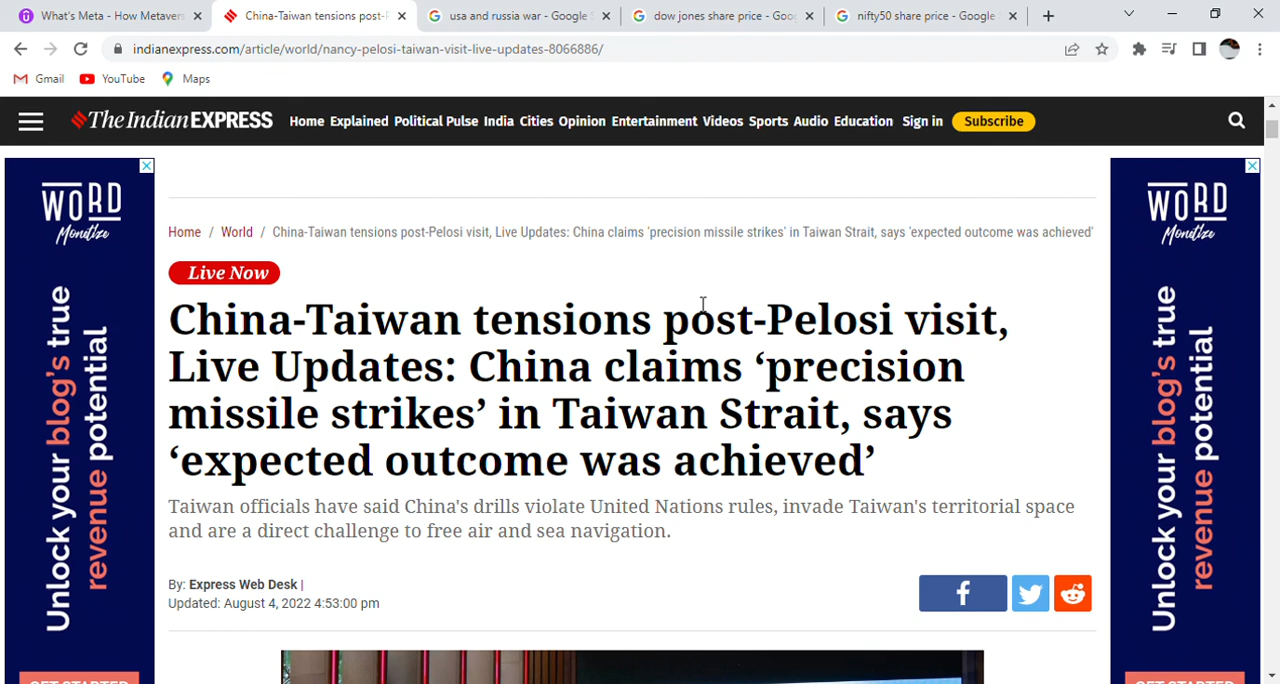 What's Meta - How Metavers
China-Taiwan tensions post-P
usa and russia war - Google S
dow jones share price - Goog
nifty50 share price - Google
indianexpress.com/article/world/nancy-pelosi-taiwan-visit-live-updates-8066886/
Gmail YouTube Maps
The Indian EXPRESS Home Explained Political Pulse India Cities Opinion Entertainment Videos Sports Audio Education Sign in Subscribe
WORD
Monetize
Unlock your blog's true
revenue potential
GET STARTED
Home / World / China-Taiwan tensions post-Pelosi visit, Live Updates: China claims 'precision missile strikes' in Taiwan Strait, says 'expected outcome was achieved'
Live Now
China-Taiwan tensions post-Pelosi visit,
Live Updates: China claims ‘precision
missile strikes’ in Taiwan Strait, says
‘expected outcome was achieved’
Taiwan officials have said China's drills violate United Nations rules, invade Taiwan's territorial space
and are a direct challenge to free air and sea navigation.
By: Express Web Desk |
Updated: August 4, 2022 4:53:00 pm
WORD
Monetize
Unlock your blog's true
revenue potential
GET STARTED